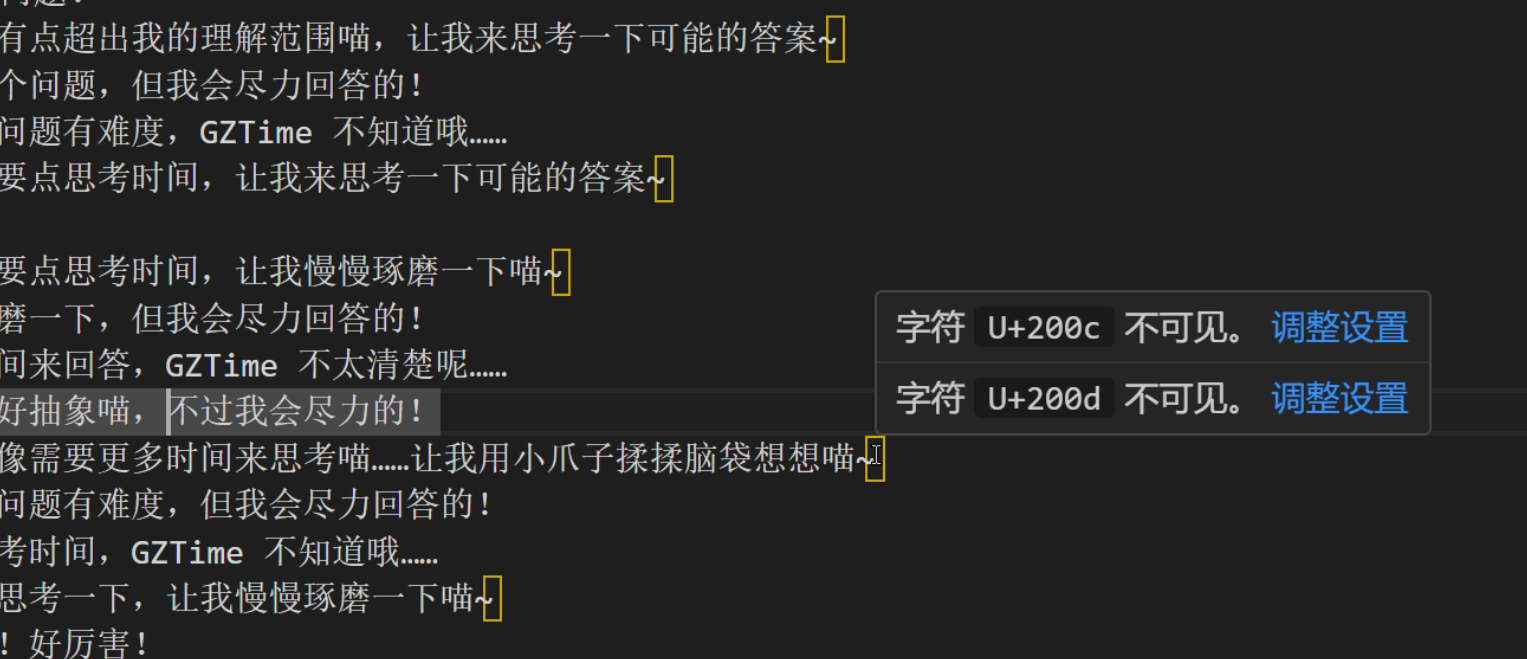 问题!
有点超出我的理解范围喵，让我来思考一下可能的答案~
个问题，但我会尽力回答的！
问题有难度，GZTime 不知道哦……
要点思考时间，让我来思考一下可能的答案~
要点思考时间，让我慢慢琢磨一下喵~
磨一下，但我会尽力回答的！
间来回答，GZTime 不太清楚呢……
好抽象喵，不过我会尽力的！
像需要更多时间来思考喵……让我用小爪子揉揉脑袋想想喵~
问题有难度，但我会尽力回答的！
考时间，GZTime 不知道哦……
思考一下，让我慢慢琢磨一下喵~
！好厉害！
字符 U+200c 不可见。 调整设置
字符 U+200d 不可见。 调整设置